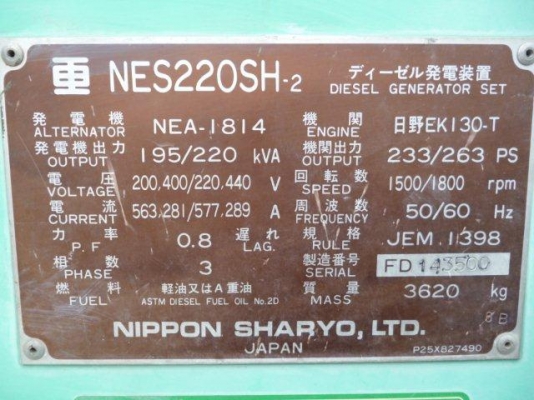 NES220SH-2
ディーゼル発電装置
DIESEL GENERATOR SET
発電機 NEA-1814 機関 日野EK130-T
ALTERNATOR ENGINE
発電機出力 195/220 kVA 機関出力 233/263 PS
OUTPUT OUTPUT
電圧 200,400/220,440 V 回転数 1500/1800 rpm
VOLTAGE SPEED
電流 563,281/577,289 A 周波数 50/60 Hz
CURRENT FREQUENCY
力率 0.8 遅れ 規格 JEM 1398
P.F LAG. RULE
相数 3 製造番号
PHASE SERIAL
燃料 軽油又はA重油 質量 3620 kg
FUEL ASTM DIESEL FUEL OIL No.2D MASS
8B
NIPPON SHARYO, LTD.
JAPAN
P25XB27490